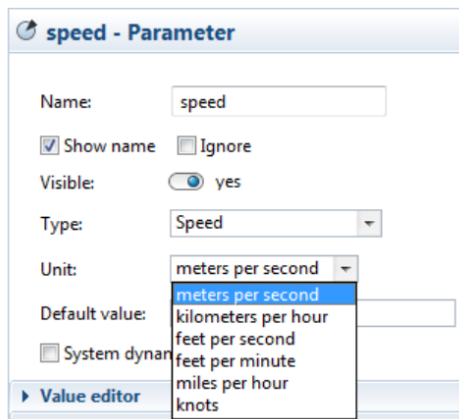 speed - Parameter
Name: speed
Show name Ignore
Visible: yes
Type: Speed
Unit: meters per second
meters per second
Default value:
kilometers per hour
feet per second
System dynam
feet per minute
miles per hour
Value editor
knots